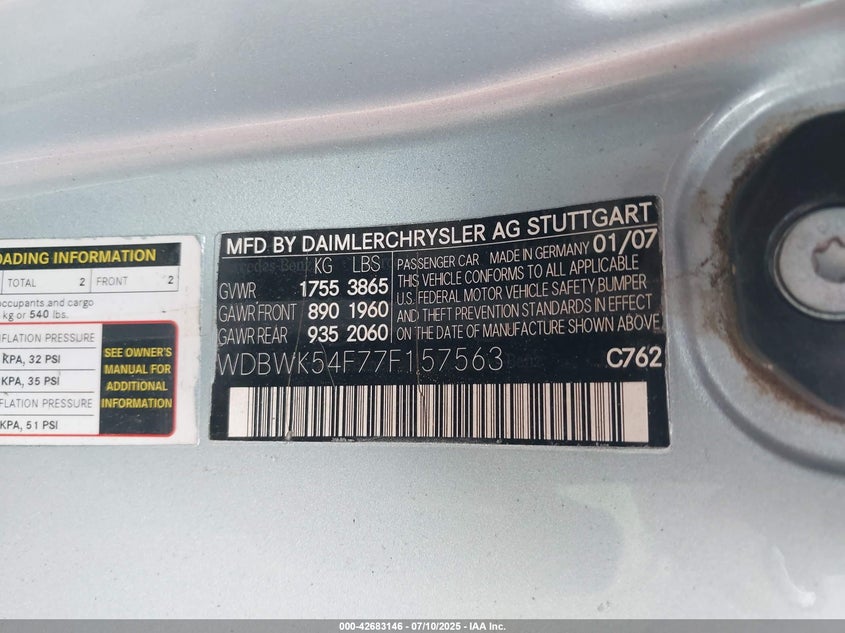 OADING INFORMATION
TOTAL 2 FRONT 2
occupants and cargo
kg or 540 lbs.
FLATION PRESSURE
KPA, 32 PSI
KPA, 35 PSI
FLATION PRESSURE
KPA, 51 PSI
SEE OWNER'S
MANUAL FOR
ADDITIONAL
INFORMATION
MFD BY DAIMLERCHRYSLER AG STUTTGART
KG LBS
GVWR 1755 3865
GAWR FRONT 890 1960
GAWR REAR 935 2060
PASSENGER CAR MADE IN GERMANY 01/07
THIS VEHICLE CONFORMS TO ALL APPLICABLE
U.S. FEDERAL MOTOR VEHICLE SAFETY, BUMPER
AND THEFT PREVENTION STANDARDS IN EFFECT
ON THE DATE OF MANUFACTURE SHOWN ABOVE.
WDBWK54F77F157563 C762
000-42683146 - 07/10/2025 - IAA Inc.